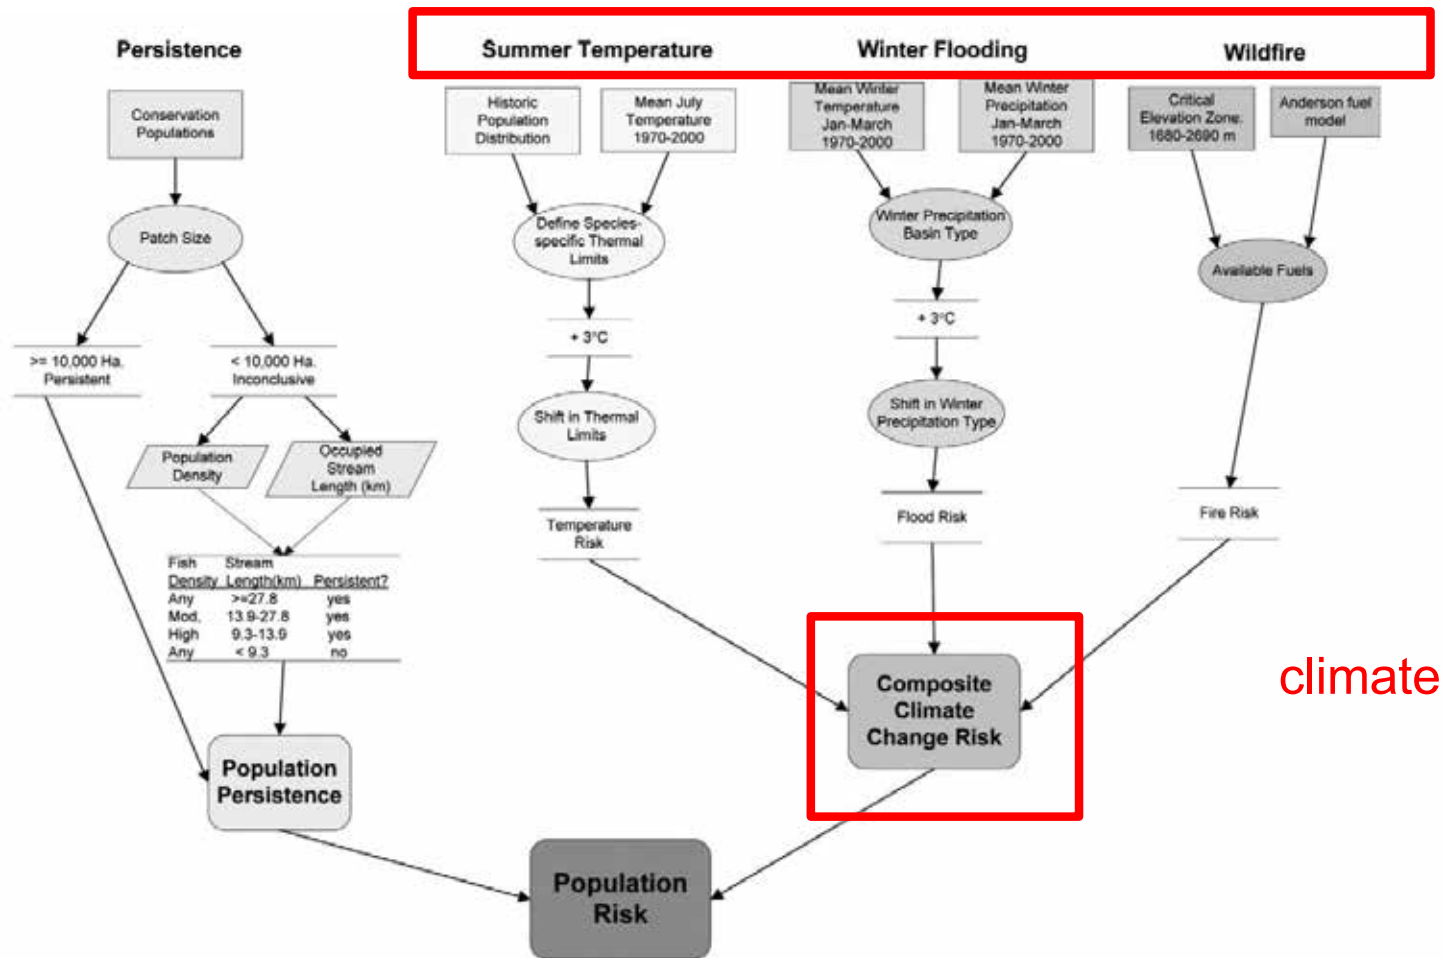 Persistence
Summer Temperature
Winter Flooding
Wildfire
Conservation
Populations
Historic
Population
Distribution
Mean July
Temperature
1970-2000
Mean Winter
Temperature
Jan-March
1970-2000
Mean Winter
Precipitation
Jan-March
1970-2000
Critical
Elevation Zone:
1680-2690 m
Anderson fuel
model
Patch Size
Define Species-
specific Thermal
Limits
Winter Precipitation
Basin Type
Available Fuels
>= 10,000 Ha.
Persistent
< 10,000 Ha.
Inconclusive
+ 3°C
+ 3°C
Shift in Thermal
Limits
Shift in Winter
Precipitation Type
Population
Density
Occupied
Stream
Length (km)
Temperature
Risk
Flood Risk
Fire Risk
Fish Stream
Density Length(km) Persistent?
Any >=27.8 yes
Mod, 13.9-27.8 yes
High 9.3-13.9 yes
Any < 9.3 no
Composite
Climate
Change Risk
climate
Population
Persistence
Population
Risk